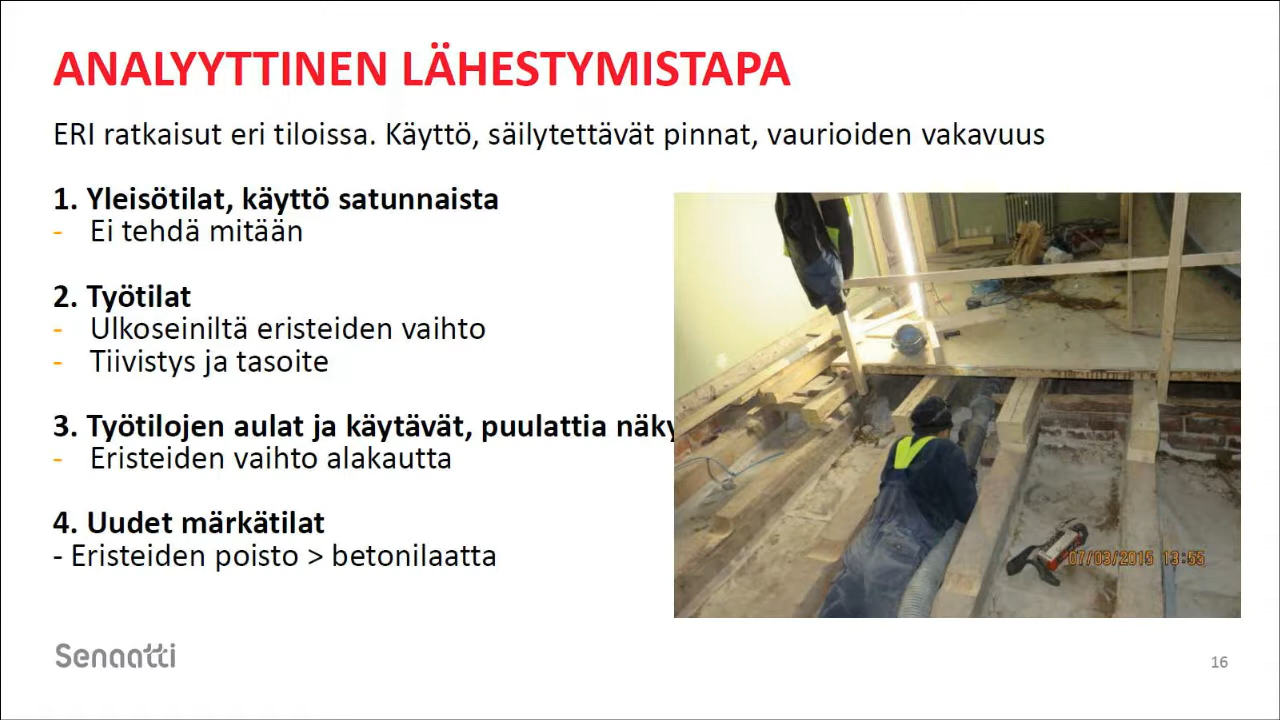 ANALYYTTINEN LÄHESTYMISTAPA
ERI ratkaisut eri tiloissa. Käyttö, säilytettävät pinnat, vaurioiden vakavuus
1. Yleisötilat, käyttö satunnaista
- Ei tehdä mitään
2. Työtilat
- Ulkoseiniltä eristeiden vaihto
- Tiivistys ja tasoite
3. Työtilojen aulat ja käytävät, puulattia
- Eristeiden vaihto alakautta
4. Uudet märkätilat
- Eristeiden poisto > betonilaatta
07/03/2015 13:55
Senaatti
16